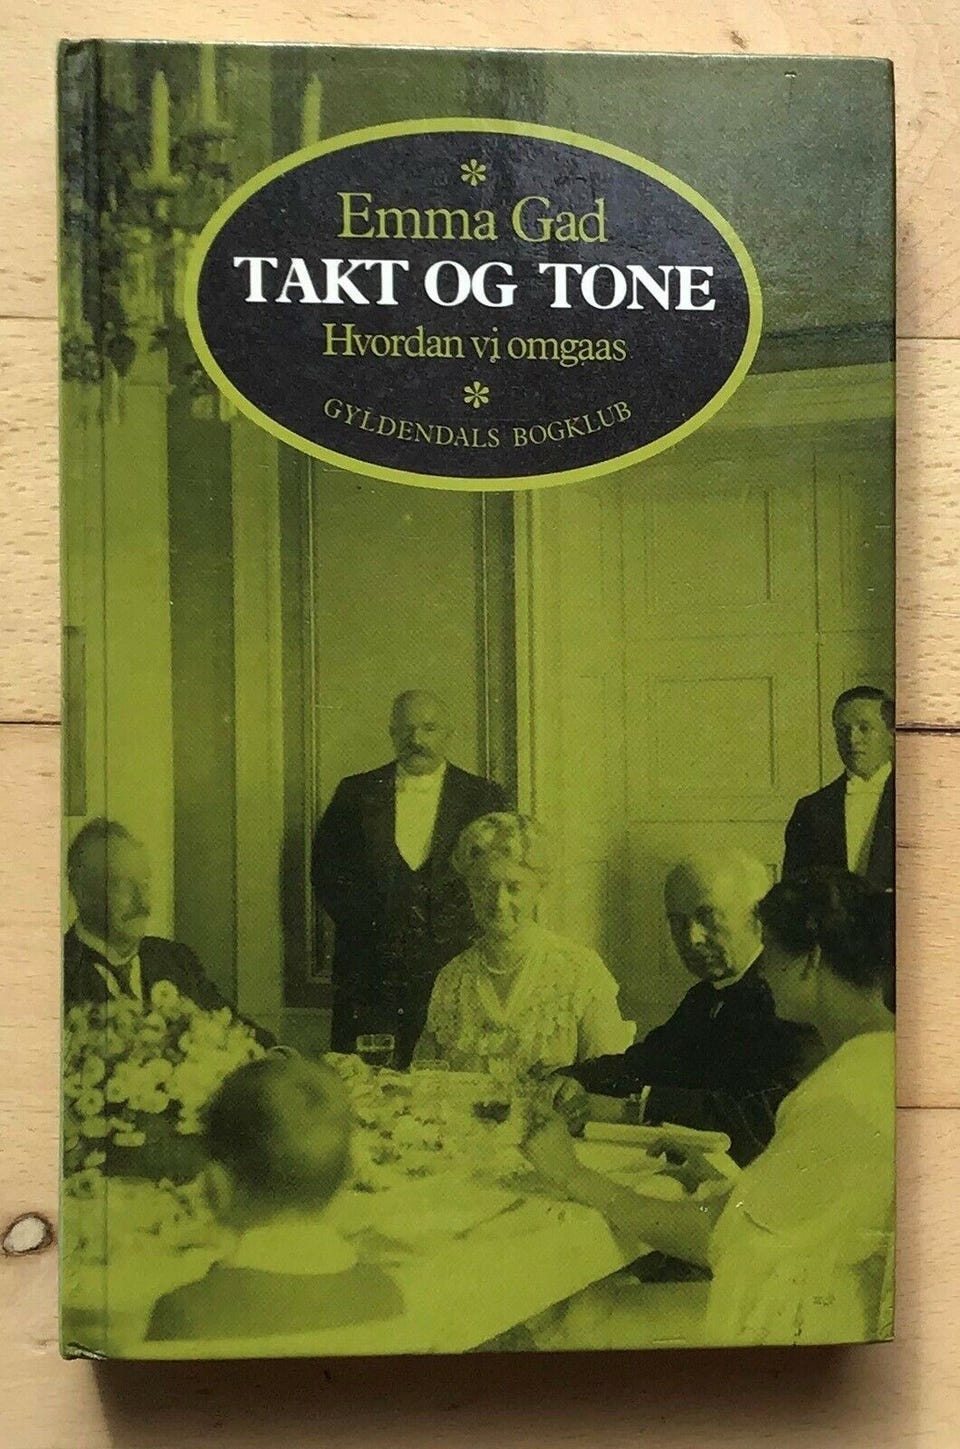 Emma Gad
TAKT OG TONE
Hvordan vi omgaas
GYLDENDALS BOGKLUB